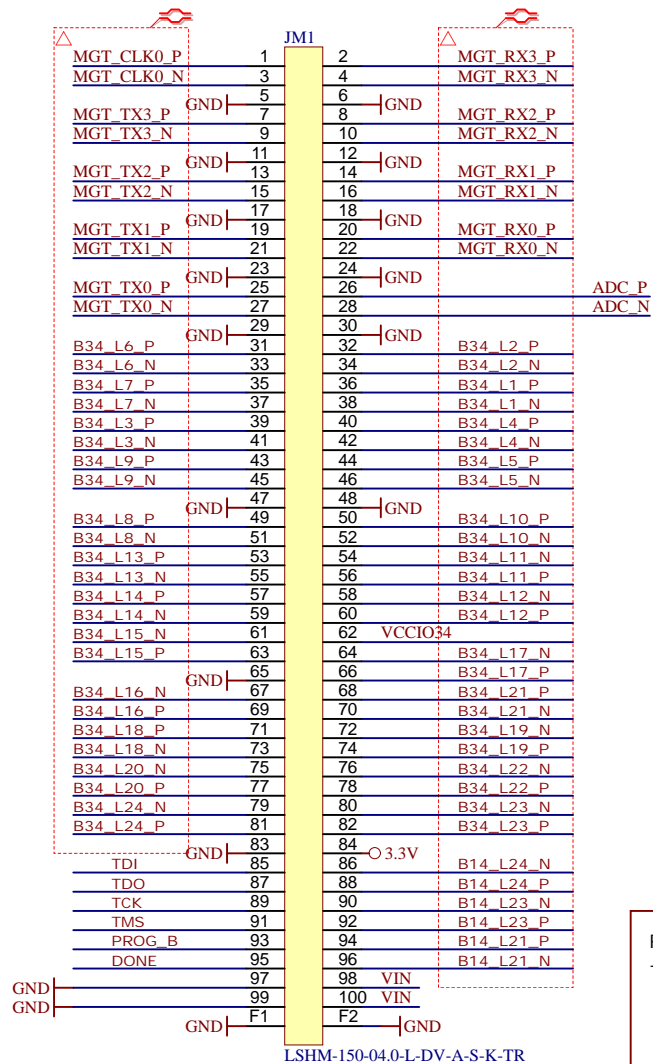 JM1
MGT_CLK0_P 1 2 MGT_RX3_P
MGT_CLK0_N 3 4 MGT_RX3_N
GND 5 6 GND
MGT_TX3_P 7 8 MGT_RX2_P
MGT_TX3_N 9 10 MGT_RX2_N
GND 11 12 GND
MGT_TX2_P 13 14 MGT_RX1_P
MGT_TX2_N 15 16 MGT_RX1_N
GND 17 18 GND
MGT_TX1_P 19 20 MGT_RX0_P
MGT_TX1_N 21 22 MGT_RX0_N
GND 23 24 GND
MGT_TX0_P 25 26 ADC_P
MGT_TX0_N 27 28 ADC_N
GND 29 30 GND
B34_L6_P 31 32 B34_L2_P
B34_L6_N 33 34 B34_L2_N
B34_L7_P 35 36 B34_L1_P
B34_L7_N 37 38 B34_L1_N
B34_L3_P 39 40 B34_L4_P
B34_L3_N 41 42 B34_L4_N
B34_L9_P 43 44 B34_L5_P
B34_L9_N 45 46 B34_L5_N
GND 47 48 GND
B34_L8_P 49 50 B34_L10_P
B34_L8_N 51 52 B34_L10_N
B34_L13_P 53 54 B34_L11_N
B34_L13_N 55 56 B34_L11_P
B34_L14_P 57 58 B34_L12_N
B34_L14_N 59 60 B34_L12_P
B34_L15_N 61 62 VCCIO34
B34_L15_P 63 64 B34_L17_N
GND 65 66 B34_L17_P
B34_L16_N 67 68 B34_L21_P
B34_L16_P 69 70 B34_L21_N
B34_L18_P 71 72 B34_L19_N
B34_L18_N 73 74 B34_L19_P
B34_L20_N 75 76 B34_L22_N
B34_L20_P 77 78 B34_L22_P
B34_L24_N 79 80 B34_L23_N
B34_L24_P 81 82 B34_L23_P
GND 83 84 3.3V
TDI 85 86 B14_L24_N
TDO 87 88 B14_L24_P
TCK 89 90 B14_L23_N
TMS 91 92 B14_L23_P
PROG_B 93 94 B14_L21_P
DONE 95 96 B14_L21_N
GND 97 98 VIN
GND 99 100 VIN
GND F1 F2 GND
LSHM-150-04.0-L-DV-A-S-K-TR